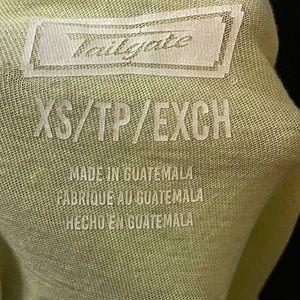 Tailgate
XS/TP/EXCH
MADE IN GUATEMALA
FABRIQUÉ AU GUATEMALA
HECHO EN GUATEMALA